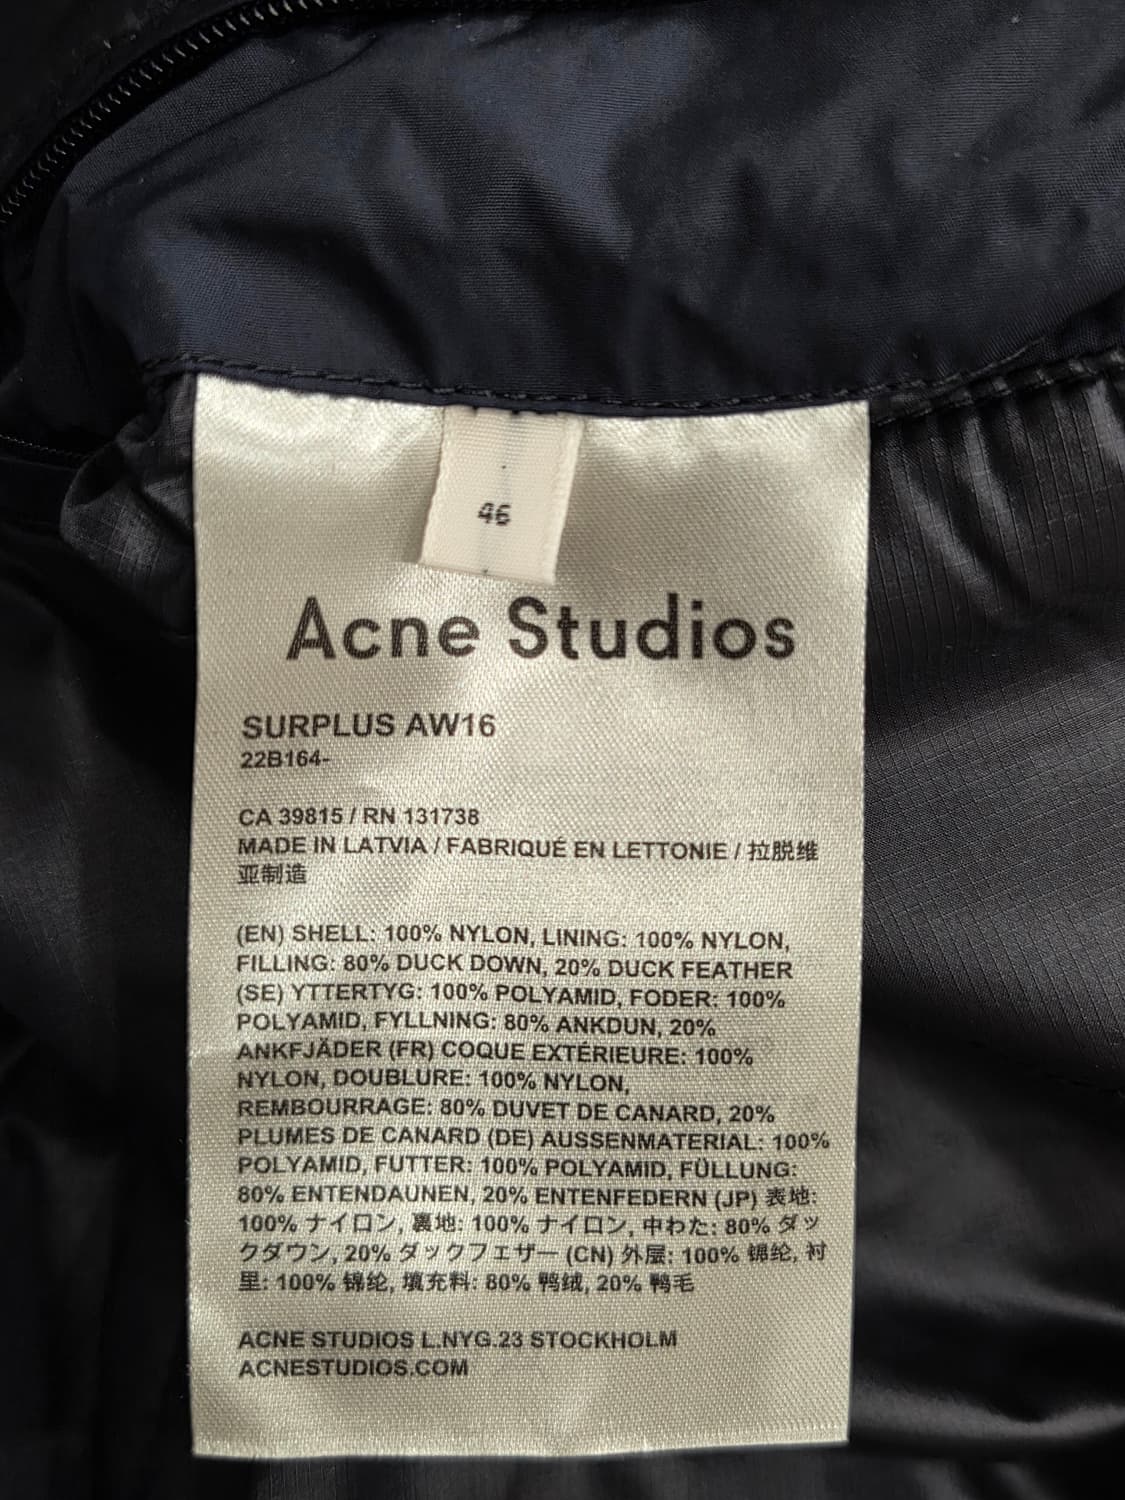 46
Acne Studios
SURPLUS AW16
22B164-
CA 39815 / RN 131738
MADE IN LATVIA / FABRIQUÉ EN LETTONIE / 拉脱维
亚制造
(EN) SHELL: 100% NYLON, LINING: 100% NYLON,
FILLING: 80% DUCK DOWN, 20% DUCK FEATHER
(SE) YTTERTYG: 100% POLYAMID, FODER: 100%
POLYAMID, FYLLNING: 80% ANKDUN, 20%
ANKFJÄDER (FR) COQUE EXTÉRIEURE: 100%
NYLON, DOUBLURE: 100% NYLON,
REMBOURRAGE: 80% DUVET DE CANARD, 20%
PLUMES DE CANARD (DE) AUSSENMATERIAL: 100%
POLYAMID, FUTTER: 100% POLYAMID, FÜLLUNG:
80% ENTENDAUNEN, 20% ENTENFEDERN (JP) 表地:
100% ナイロン, 裏地: 100% ナイロン, 中わた: 80% ダッ
クダウン, 20% ダックフェザー (CN) 外层: 100% 锦纶, 衬
里: 100% 锦纶, 填充料: 80% 鸭绒, 20% 鸭毛
ACNE STUDIOS L.NYG.23 STOCKHOLM
ACNESTUDIOS.COM